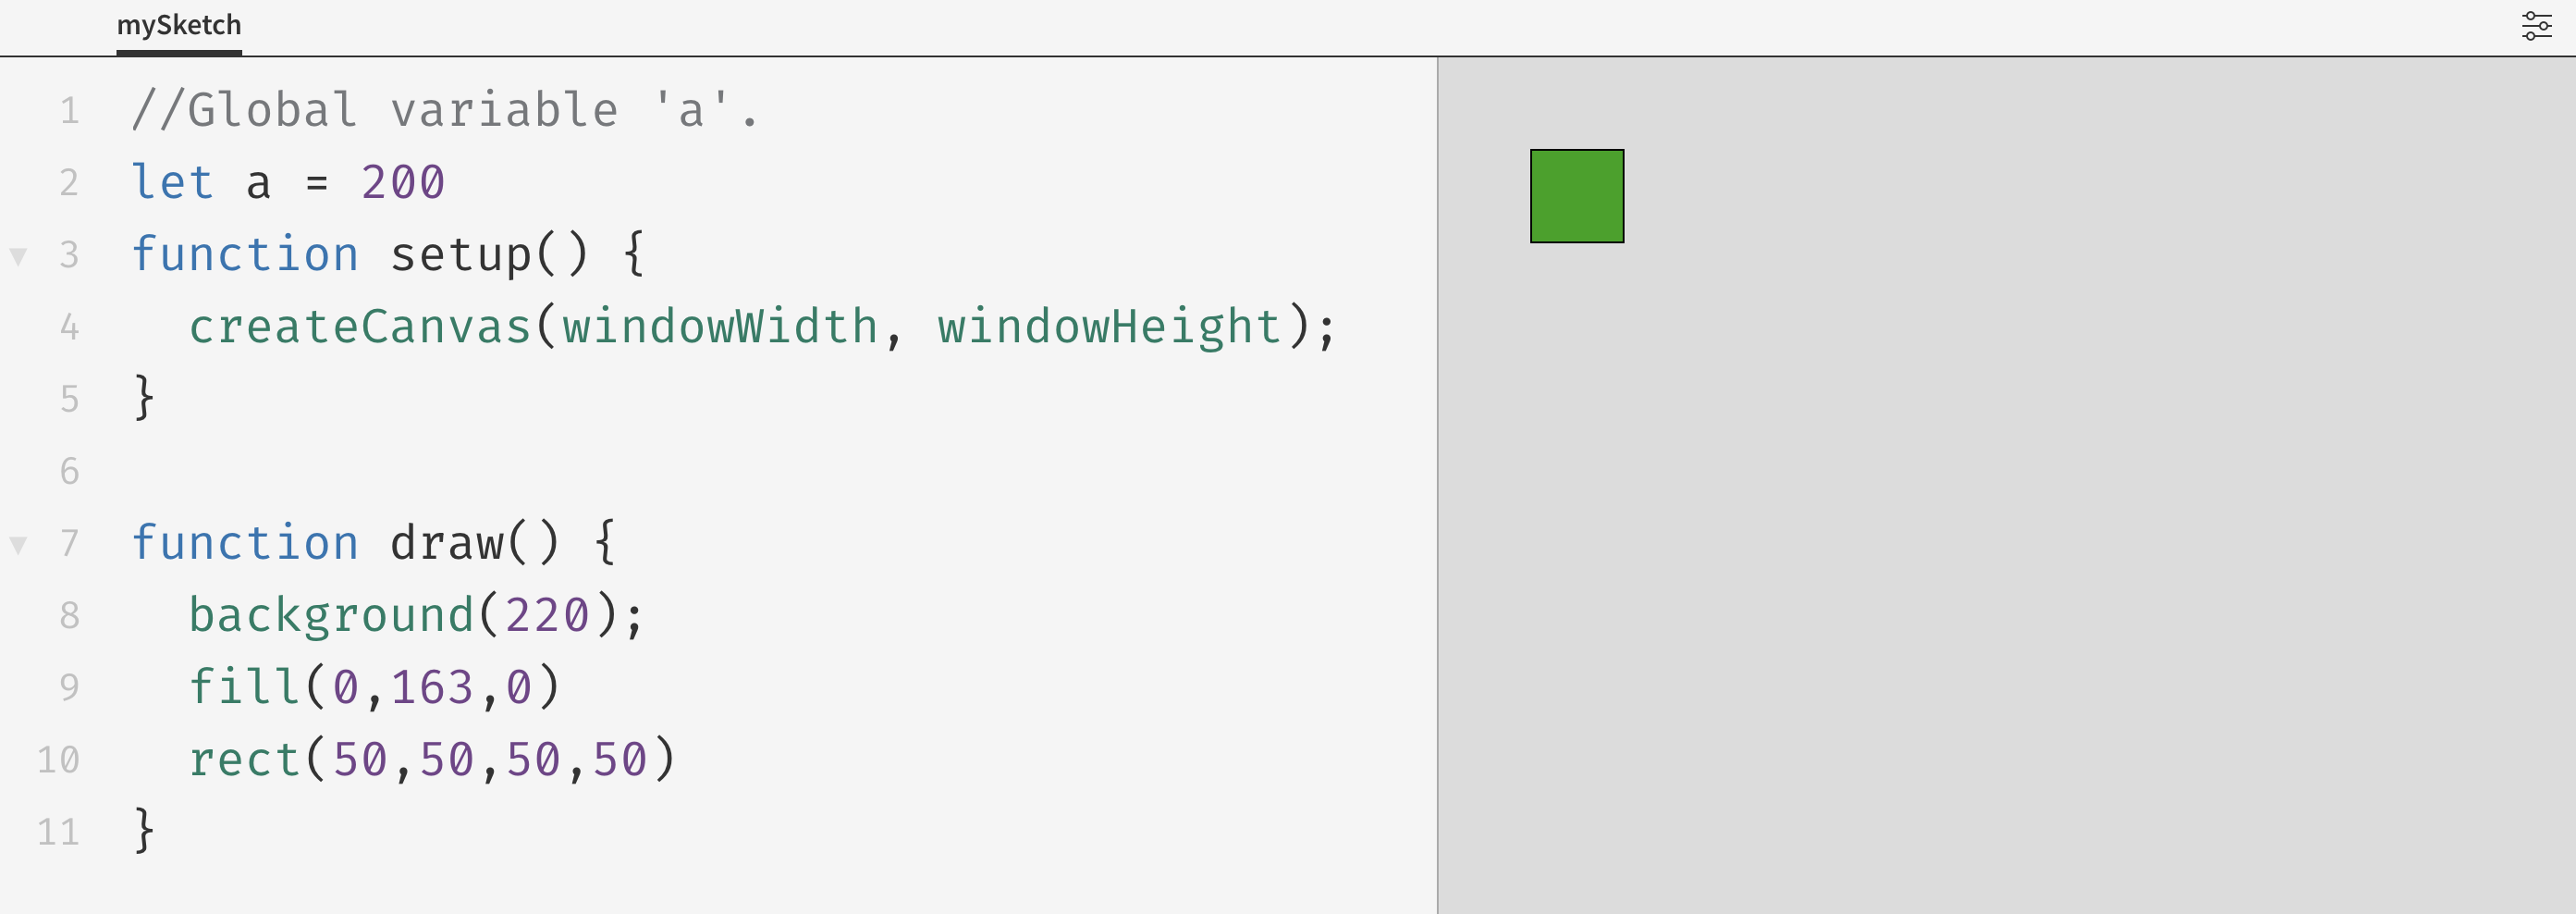 mySketch
1 //Global variable 'a'.
2 let a = 200
3 function setup() {
4   createCanvas(windowWidth, windowHeight);
5 }
6
7 function draw() {
8   background(220);
9   fill(0,163,0)
10   rect(50,50,50,50)
11 }